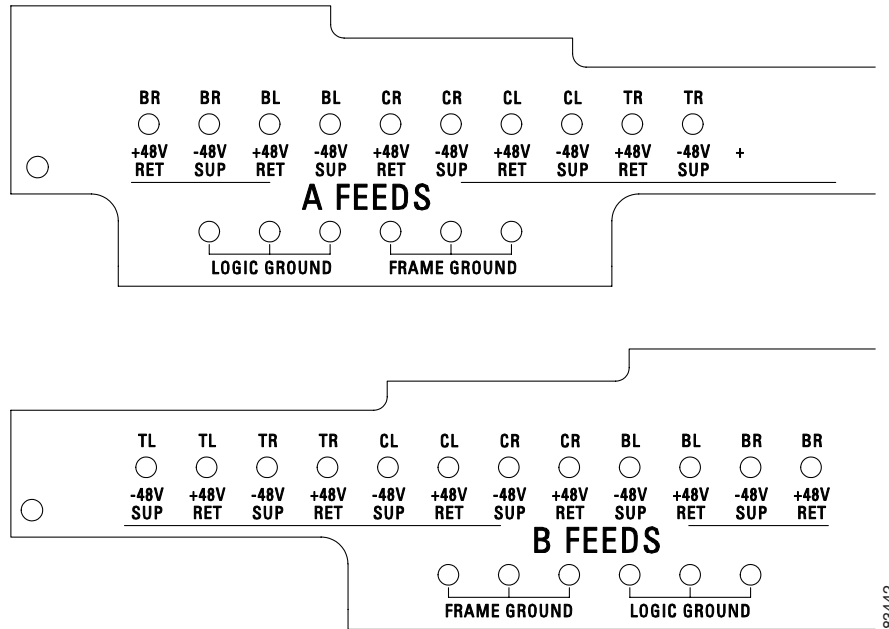 BR BR BL BL CR CR CL CL TR TR
+48V -48V +48V -48V +48V -48V +48V -48V +48V -48V +
RET SUP RET SUP RET SUP RET SUP RET SUP
A FEEDS
LOGIC GROUND FRAME GROUND
TL TL TR TR CL CL CR CR BL BL BR BR
-48V +48V -48V +48V -48V +48V -48V +48V -48V +48V -48V +48V
SUP RET SUP RET SUP RET SUP RET SUP RET SUP RET
B FEEDS
FRAME GROUND LOGIC GROUND
83442